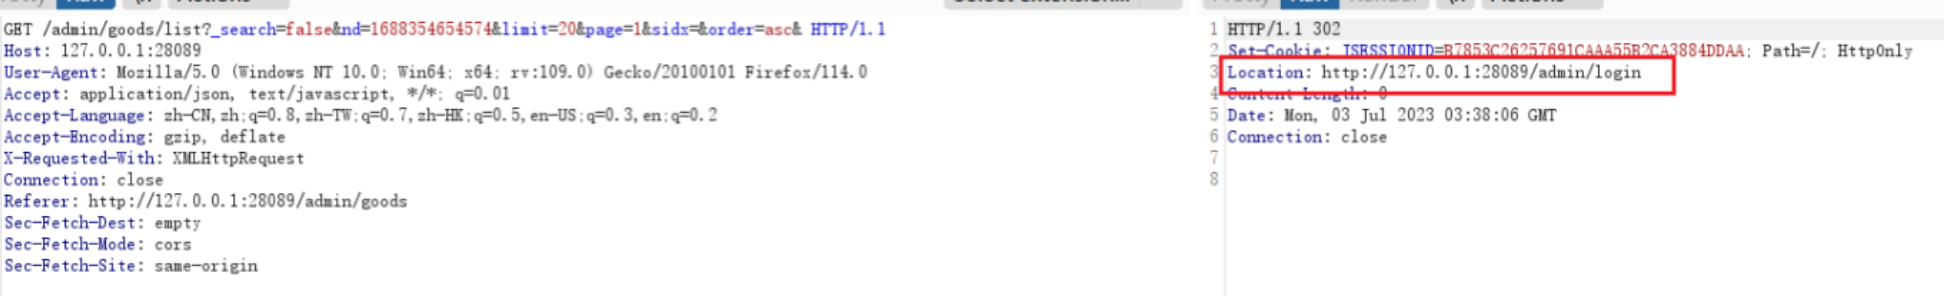 GET /admin/goods/list?_search=false&nd=1688354654574&limit=20&page=1&sidx=&order=asc& HTTP/1.1
Host: 127.0.0.1:28089
User-Agent: Mozilla/5.0 (Windows NT 10.0; Win64; x64; rv:109.0) Gecko/20100101 Firefox/114.0
Accept: application/json, text/javascript, */*; q=0.01
Accept-Language: zh-CN,zh;q=0.8,zh-TW;q=0.7,zh-HK;q=0.5,en-US;q=0.3,en;q=0.2
Accept-Encoding: gzip, deflate
X-Requested-With: XMLHttpRequest
Connection: close
Referer: http://127.0.0.1:28089/admin/goods
Sec-Fetch-Dest: empty
Sec-Fetch-Mode: cors
Sec-Fetch-Site: same-origin
1 HTTP/1.1 302
2 Set-Cookie: JSESSIONID=B7853C26257691CAAA55B2CA3884DDAA; Path=/; HttpOnly
3 Location: http://127.0.0.1:28089/admin/login
4 Content-Length: 0
5 Date: Mon, 03 Jul 2023 03:38:06 GMT
6 Connection: close
7
8